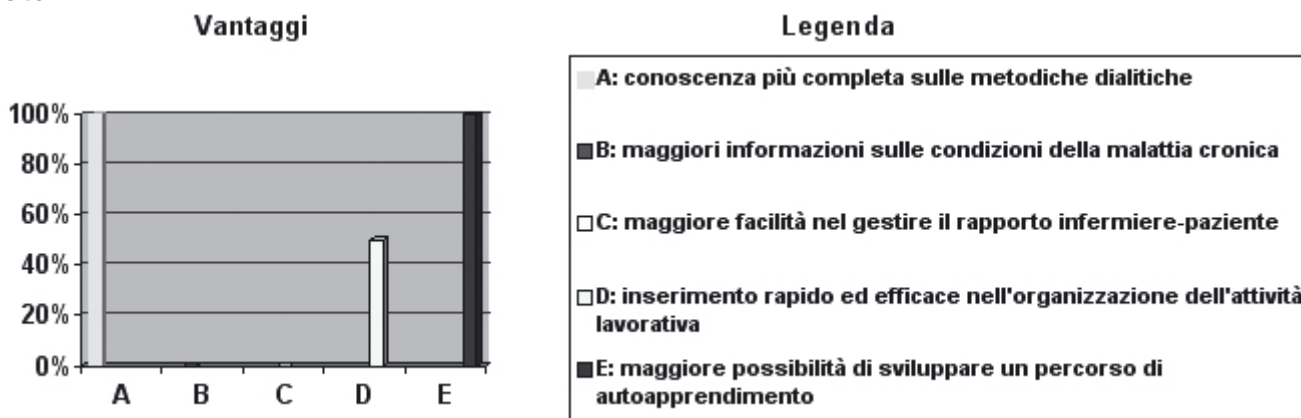 Vantaggi
Legenda
100%
80%
60%
40%
20%
0%
A B C D E
A: conoscenza più completa sulle metodiche dialitiche
B: maggiori informazioni sulle condizioni della malattia cronica
C: maggiore facilità nel gestire il rapporto infermiere-paziente
D: inserimento rapido ed efficace nell'organizzazione dell'attività
lavorativa
E: maggiore possibilità di sviluppare un percorso di
autoapprendimento